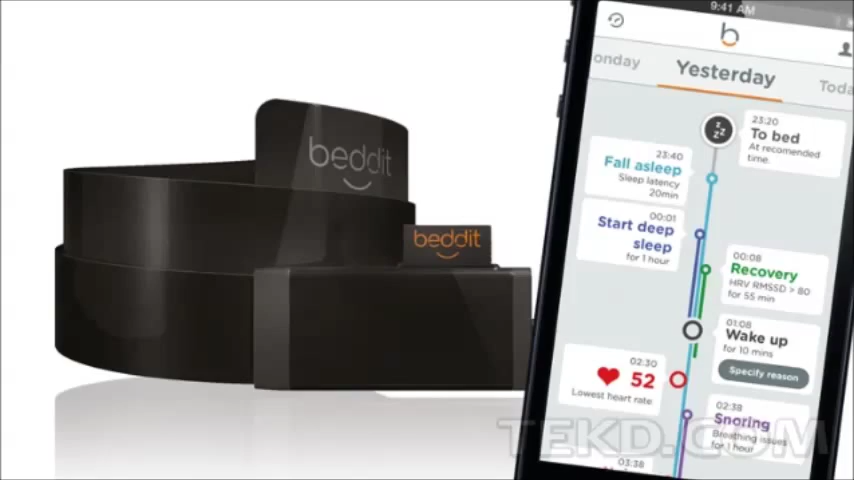 beddit
beddit
9:41 AM
b
onday
Yesterday
Toda
23:20
To bed
At recomended
time.
23:40
Fall asleep
Sleep latency
20min
00:01
Start deep
sleep
for 1 hour
00:08
Recovery
HRV RMSSD > 80
for 55 min
01:08
Wake up
for 10 mins
Specify reason
02:30
52
Lowest heart rate
02:38
Snoring
Breathing issues
for 1 hour
03:38
TEKD.COM